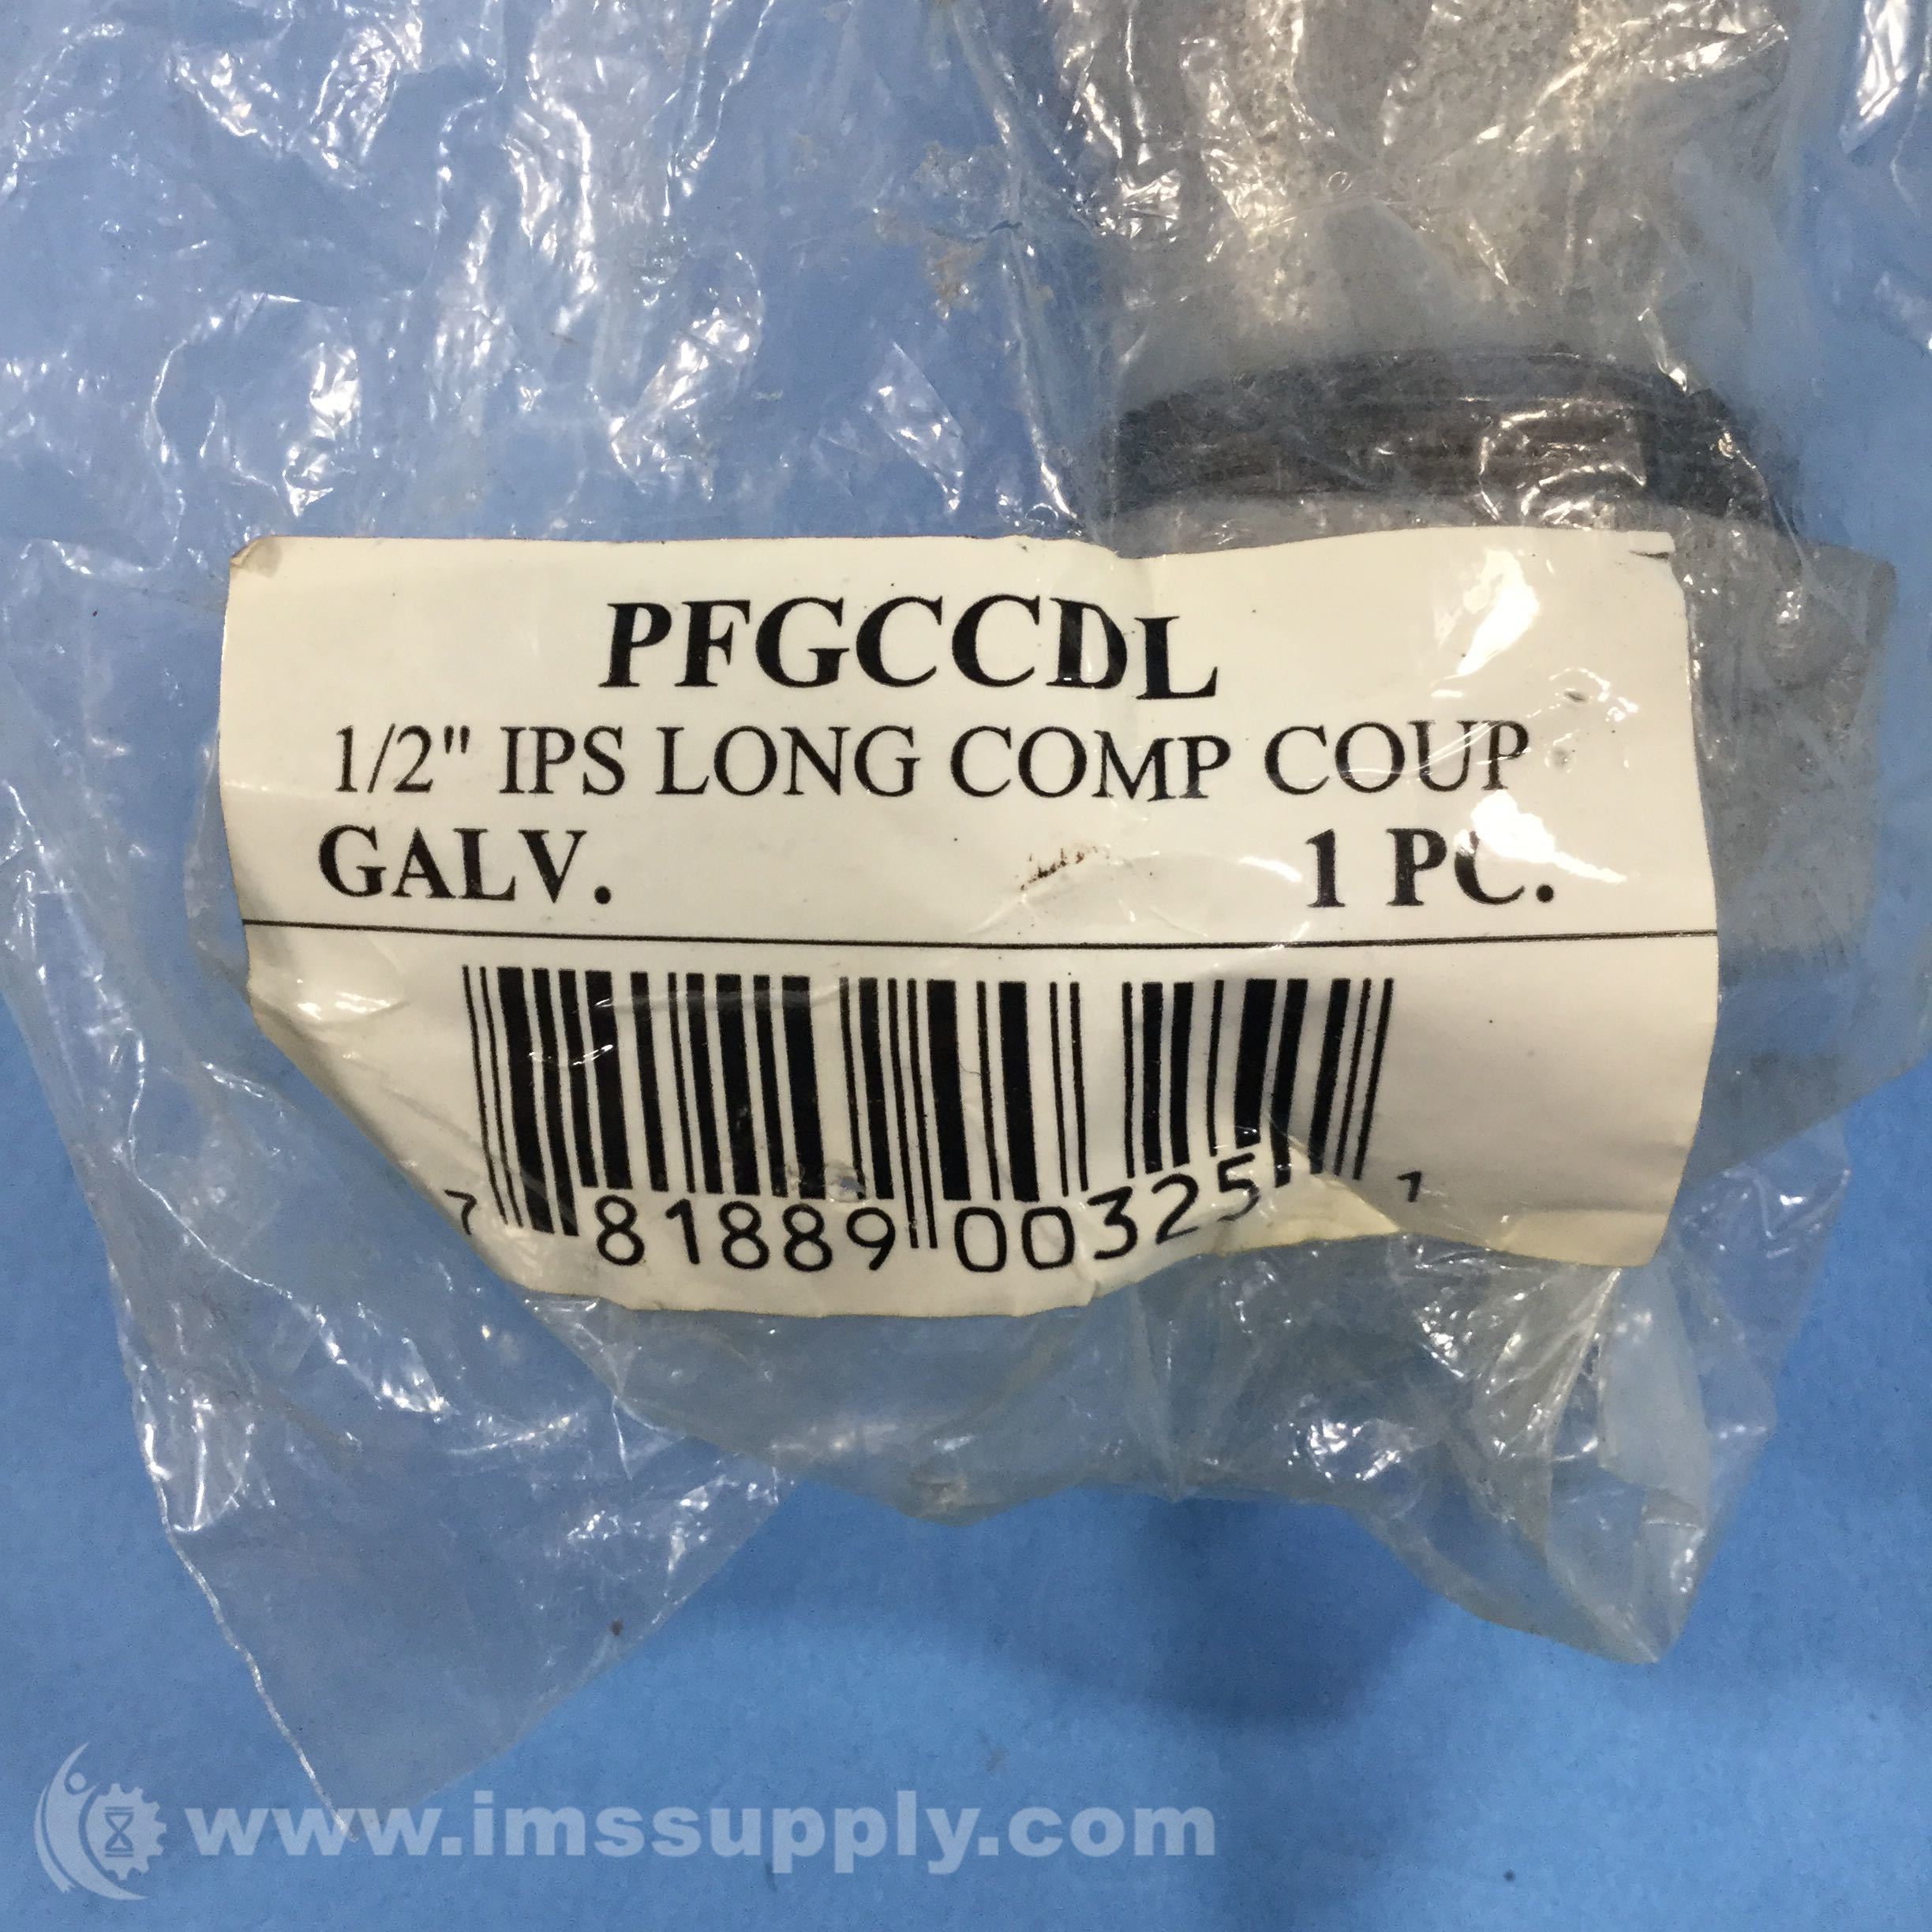 PFGCCDL
1/2" IPS LONG COMP COUP
GALV. 1 PC.
7 81889 00325 1
www.imssupply.com